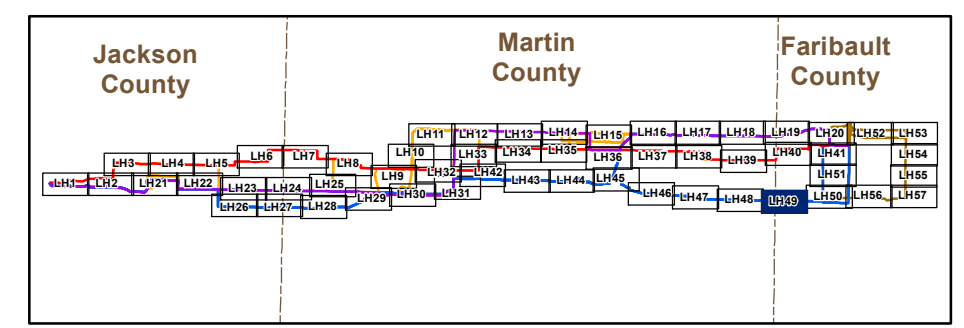 Jackson
County
Martin
County
Faribault
County
LH11 LH12 LH13 LH14 LH15 LH16 LH17 LH18 LH19 LH20 LH52 LH53
LH3 LH4 LH5 LH6 LH7 LH8 LH10 LH33 LH34 LH35 LH36 LH37 LH38 LH39 LH40 LH41 LH54
LH1 LH2 LH21 LH22 LH23 LH24 LH25 LH9 LH32 LH42 LH43 LH44 LH45 LH51 LH55
LH26 LH27 LH28 LH29 LH30 LH31 LH46 LH47 LH48 LH49 LH50 LH56 LH57